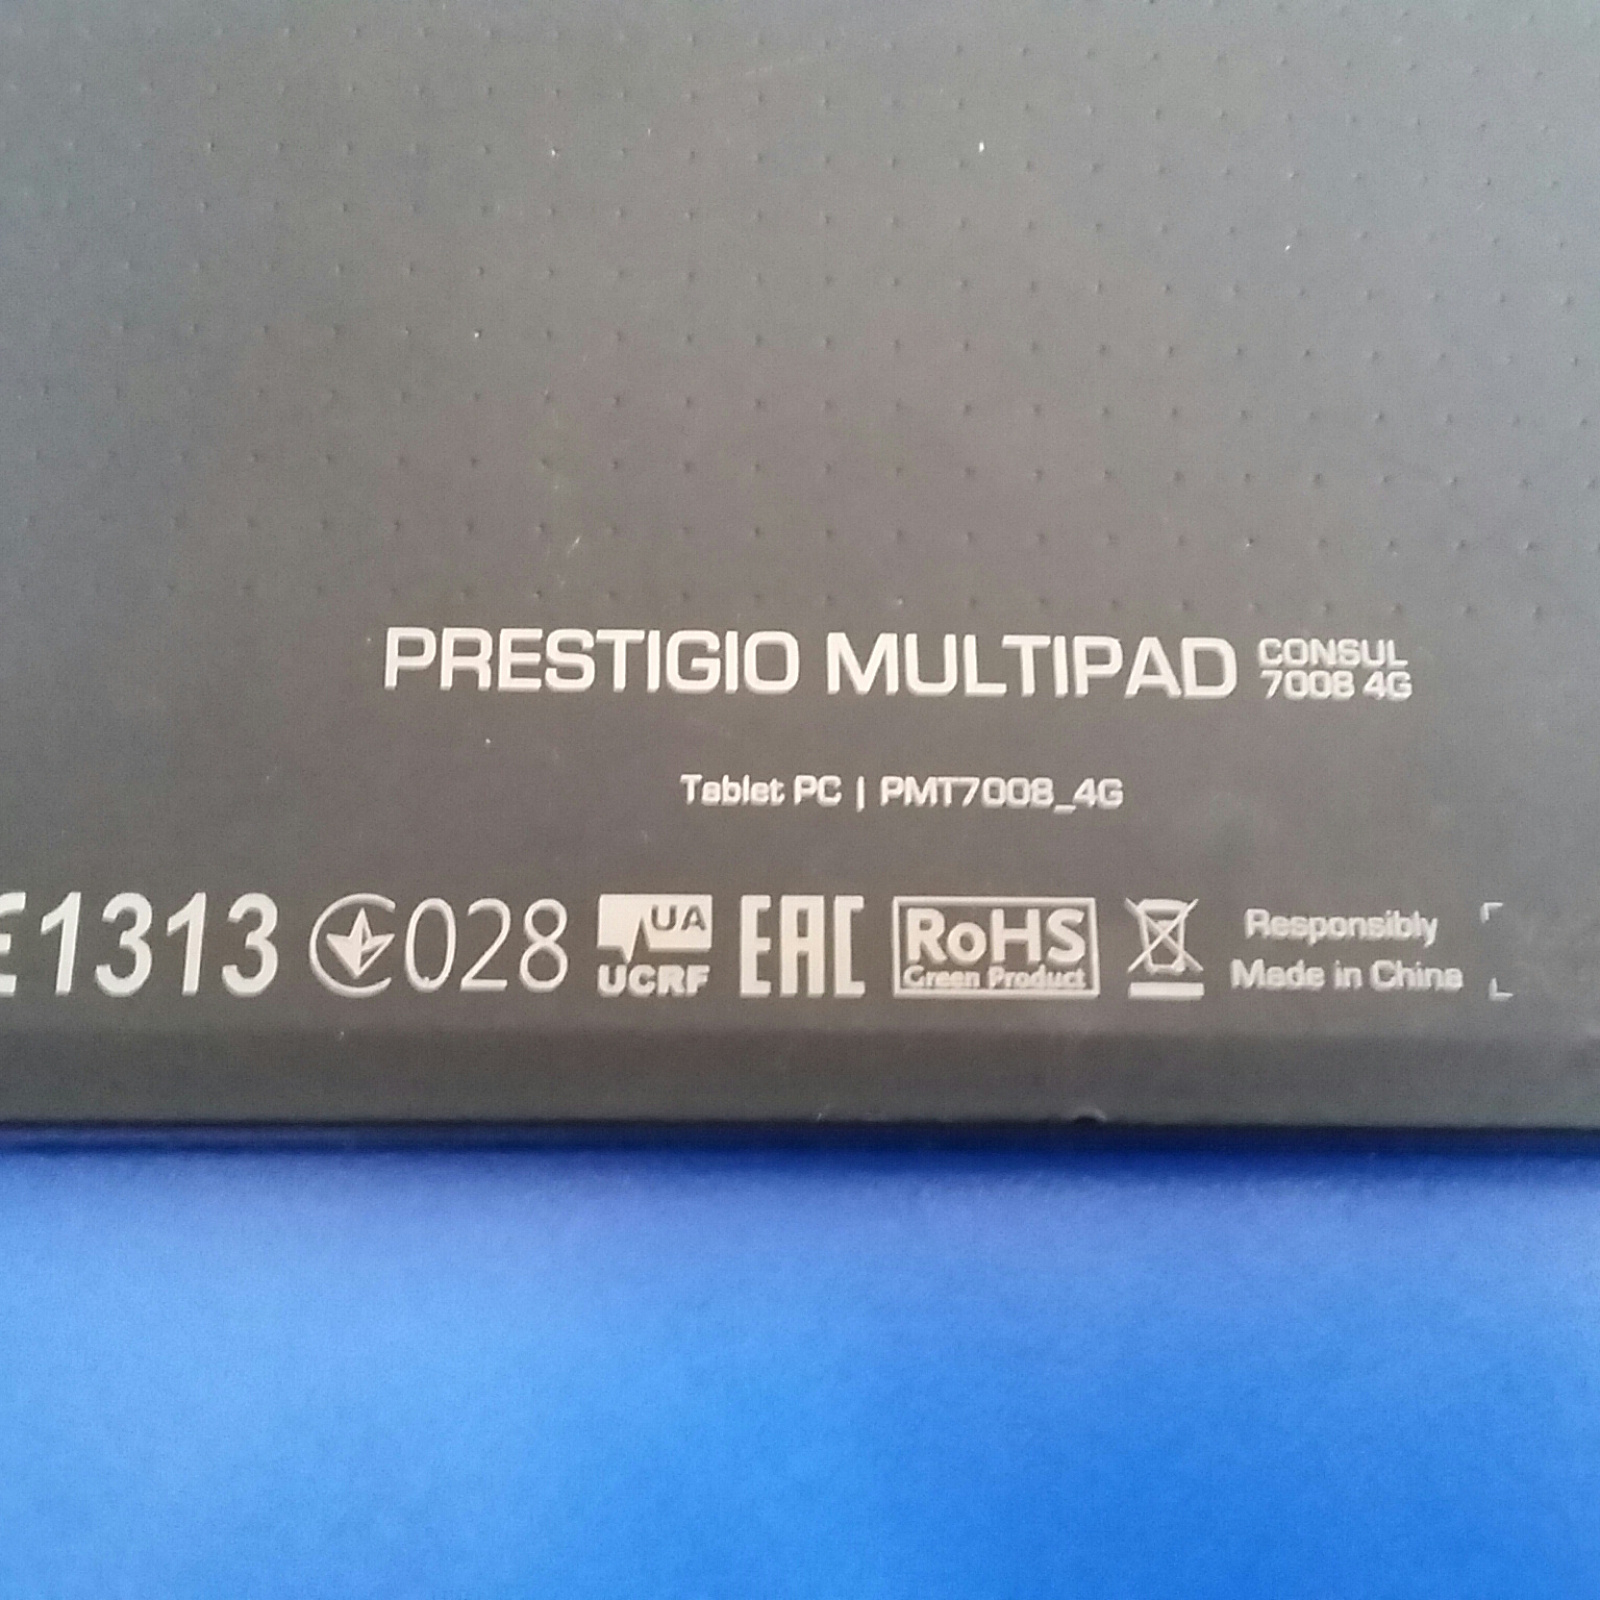 PRESTIGIO MULTIPAD CONSUL
7008 4G
Tablet PC | PMT7008_4G
E1313 028 UA UCRF EAC RoHS Green Product
Responsibly
Made in China